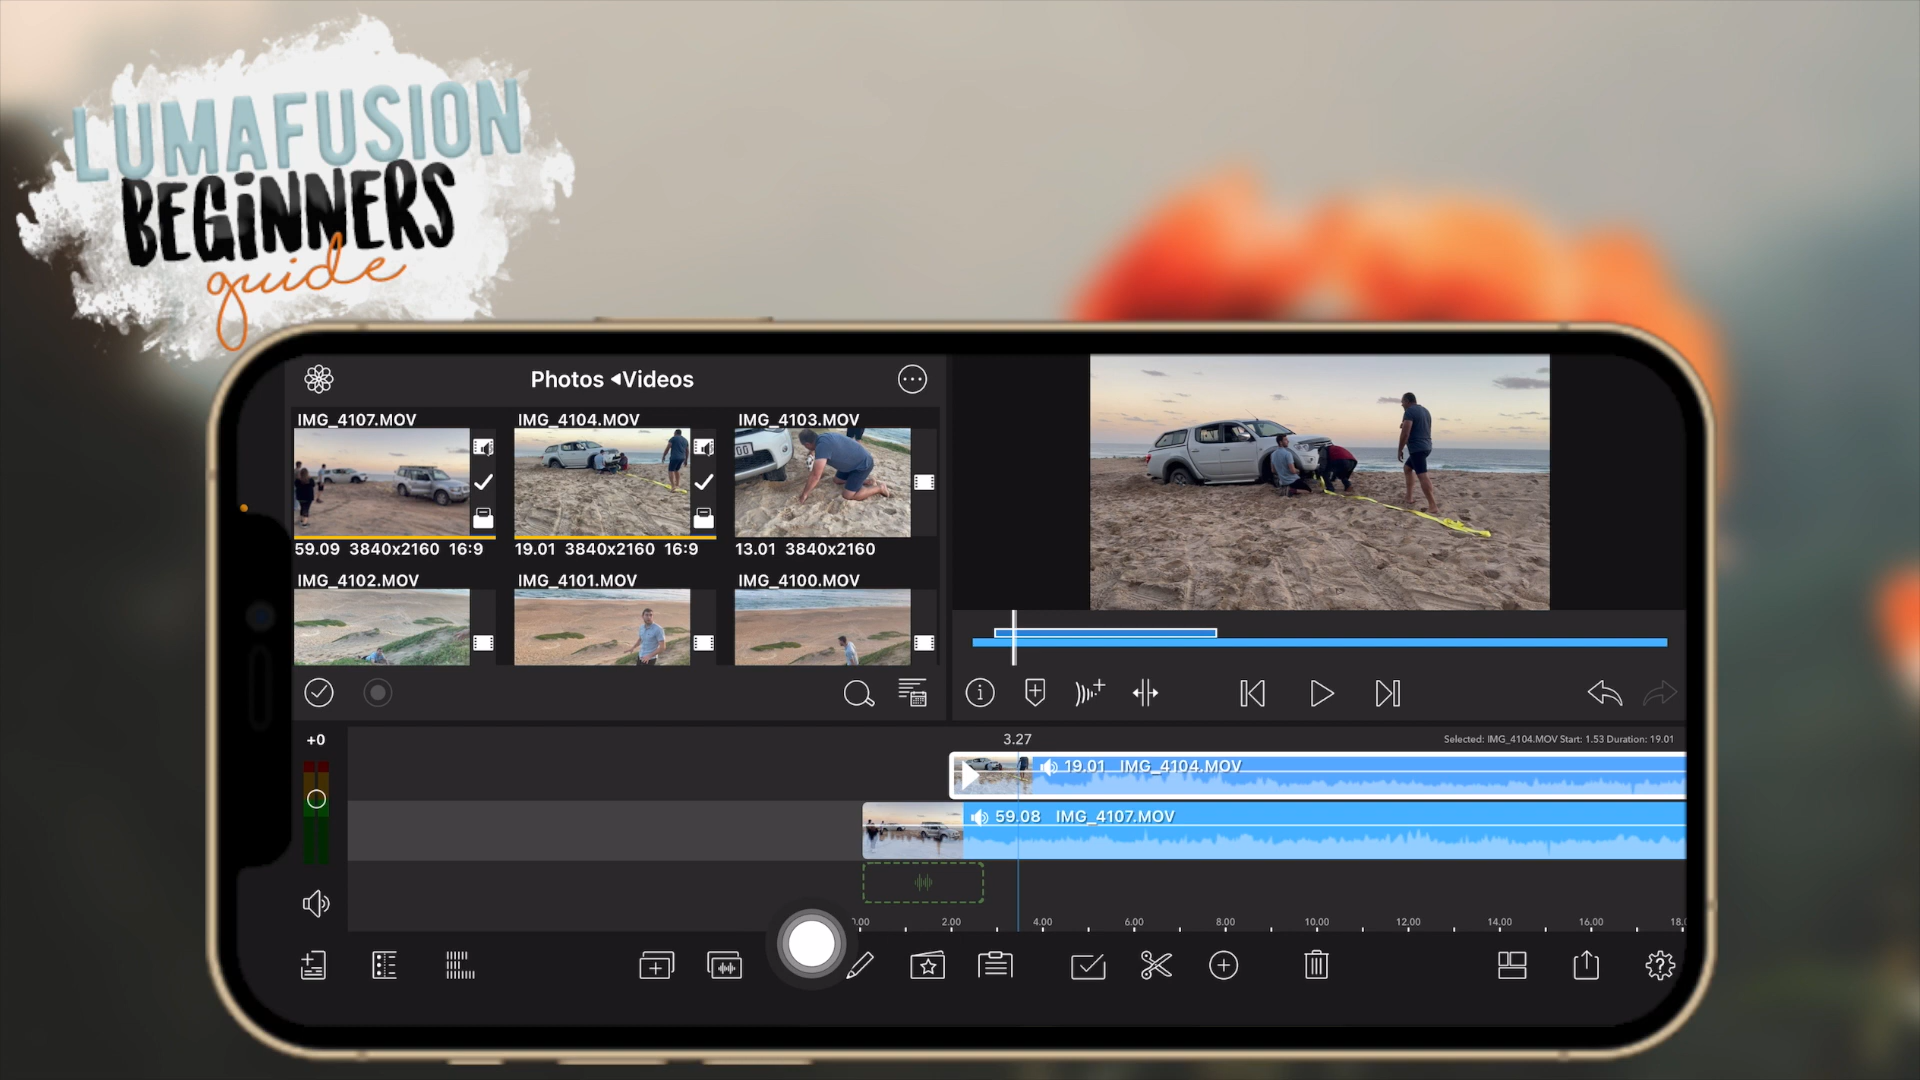 LUMAFUSION
BEGiNNERS
guide
Photos ◂Videos
IMG_4107.MOV
IMG_4104.MOV
IMG_4103.MOV
59.09 3840x2160 16:9
19.01 3840x2160 16:9
13.01 3840x2160
IMG_4102.MOV
IMG_4101.MOV
IMG_4100.MOV
+0
3.27
Selected: IMG_4104.MOV Start: 1.53 Duration: 19.01
19.01 IMG_4104.MOV
59.08 IMG_4107.MOV
2.00 4.00 6.00 8.00 10.00 12.00 14.00 16.00